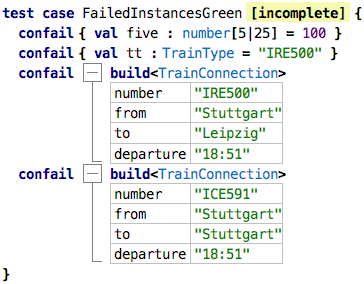 test case FailedInstancesGreen [incomplete] {
confail { val five : number[5|25] = 100 }
confail { val tt : TrainType = "IRE500" }
confail build<TrainConnection>
number "IRE500"
from "Stuttgart"
to "Leipzig"
departure "18:51"
confail build<TrainConnection>
number "ICE591"
from "Stuttgart"
to "Stuttgart"
departure "18:51"
}